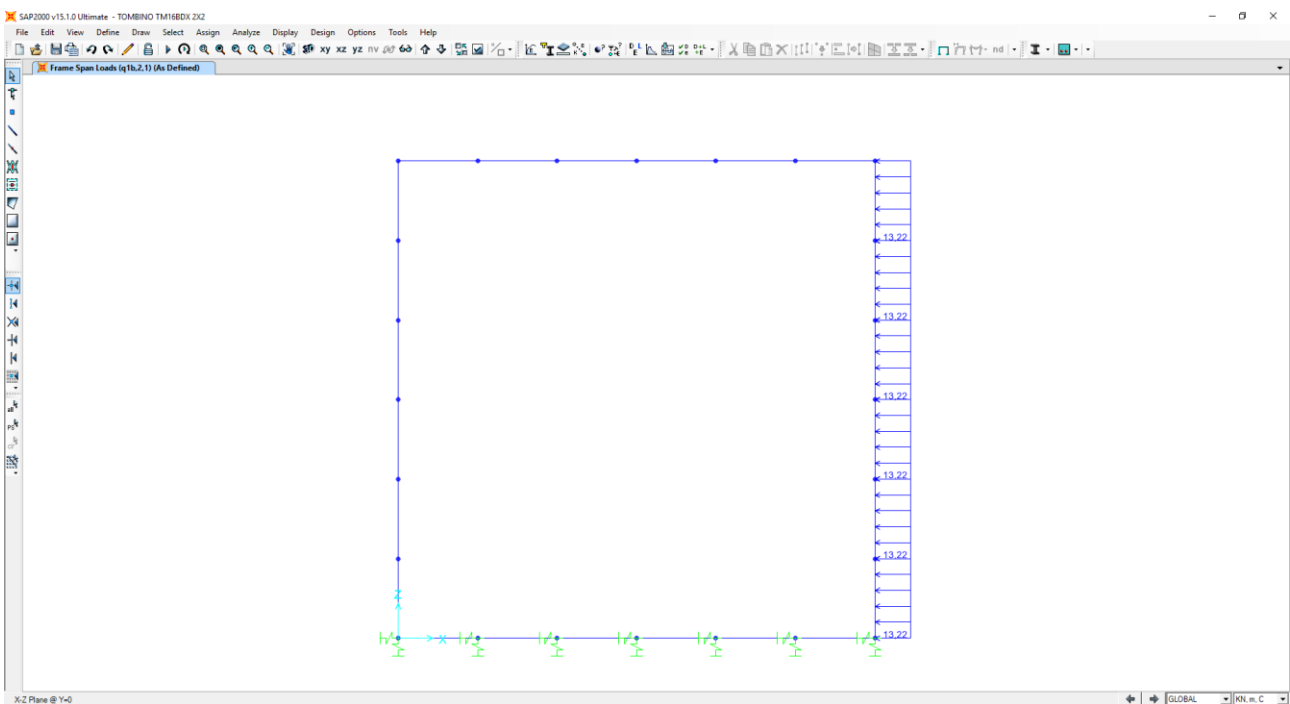 SAP2000 v15.1.0 Ultimate - TOMBINO TM16BDX 2X2
File Edit View Define Draw Select Assign Analyze Display Design Options Tools Help
xy xz yz nv
nd
Frame Span Loads (q1b,2,1) (As Defined)
13,22
13,22
13,22
13,22
13,22
13,22
Z
X
X-Z Plane @ Y=0
GLOBAL
KN, m, C